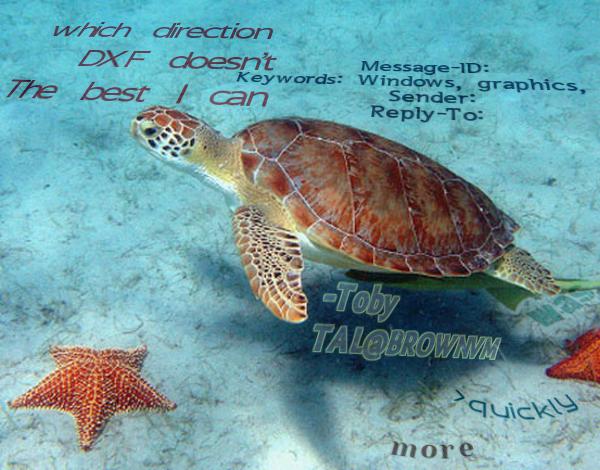 which direction
DXF doesn't
The best I can
Message-ID:
Keywords: Windows, graphics,
Sender:
Reply-To:
-Toby
TAL@BROWNVM
>quickly
more